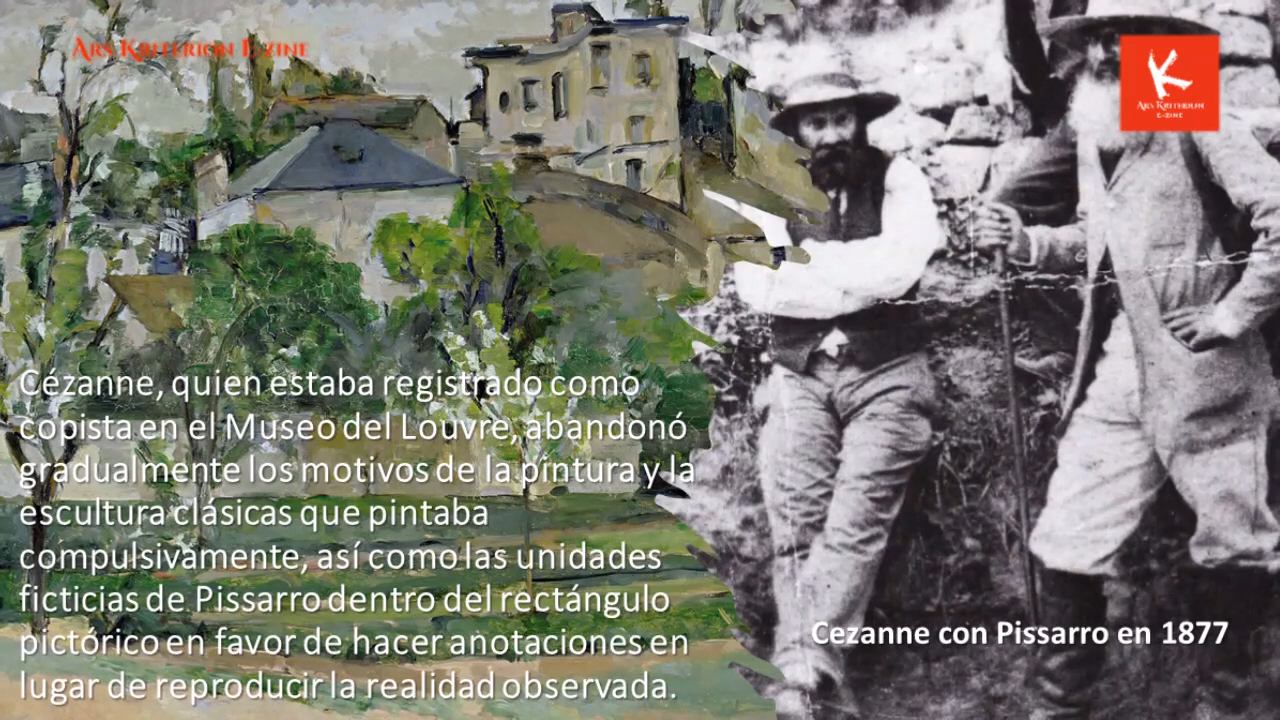 Ars Kriterion E-zine
Ars Kriterion
E-zine
Cézanne, quien estaba registrado como
copista en el Museo del Louvre, abandonó
gradualmente los motivos de la pintura y la
escultura clásicas que pintaba
compulsivamente, así como las unidades
ficticias de Pissarro dentro del rectángulo
pictórico en favor de hacer anotaciones en
lugar de reproducir la realidad observada.
Cezanne con Pissarro en 1877